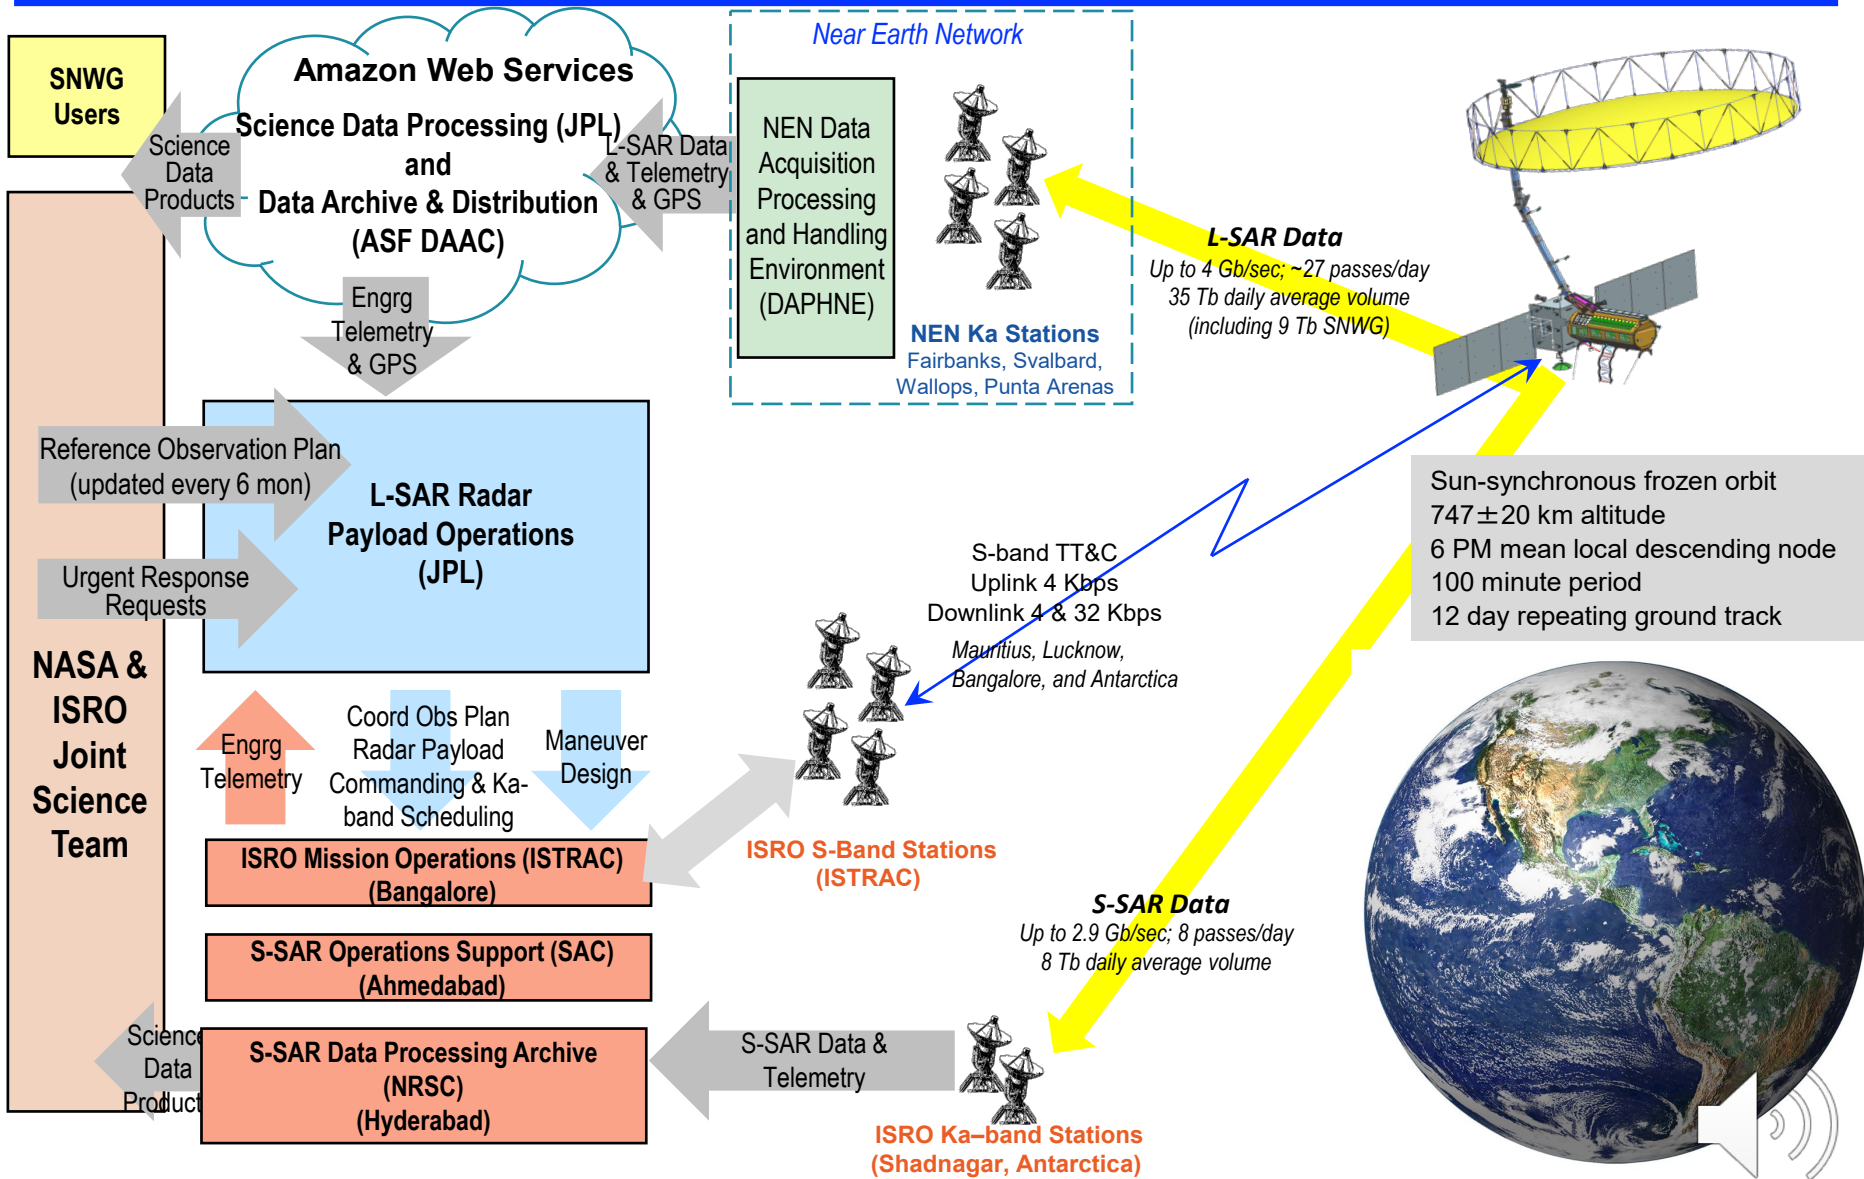 SNWG
Users
Amazon Web Services
Science Data Processing (JPL)
and
Data Archive & Distribution
(ASF DAAC)
Science
Data
Products
L-SAR Data
& Telemetry
& GPS
Near Earth Network
NEN Data
Acquisition
Processing
and Handling
Environment
(DAPHNE)
NEN Ka Stations
Fairbanks, Svalbard,
Wallops, Punta Arenas
L-SAR Data
Up to 4 Gb/sec; ~27 passes/day
35 Tb daily average volume
(including 9 Tb SNWG)
Engrg
Telemetry
& GPS
Reference Observation Plan
(updated every 6 mon)
Urgent Response
Requests
L-SAR Radar
Payload Operations
(JPL)
NASA &
ISRO
Joint
Science
Team
Sun-synchronous frozen orbit
747±20 km altitude
6 PM mean local descending node
100 minute period
12 day repeating ground track
S-band TT&C
Uplink 4 Kbps
Downlink 4 & 32 Kbps
Mauritius, Lucknow,
Bangalore, and Antarctica
Engrg
Telemetry
Coord Obs Plan
Radar Payload
Commanding & Ka-
band Scheduling
Maneuver
Design
ISRO Mission Operations (ISTRAC)
(Bangalore)
ISRO S-Band Stations
(ISTRAC)
S-SAR Operations Support (SAC)
(Ahmedabad)
S-SAR Data
Up to 2.9 Gb/sec; 8 passes/day
8 Tb daily average volume
Science
Data
Product
S-SAR Data Processing Archive
(NRSC)
(Hyderabad)
S-SAR Data &
Telemetry
ISRO Ka–band Stations
(Shadnagar, Antarctica)